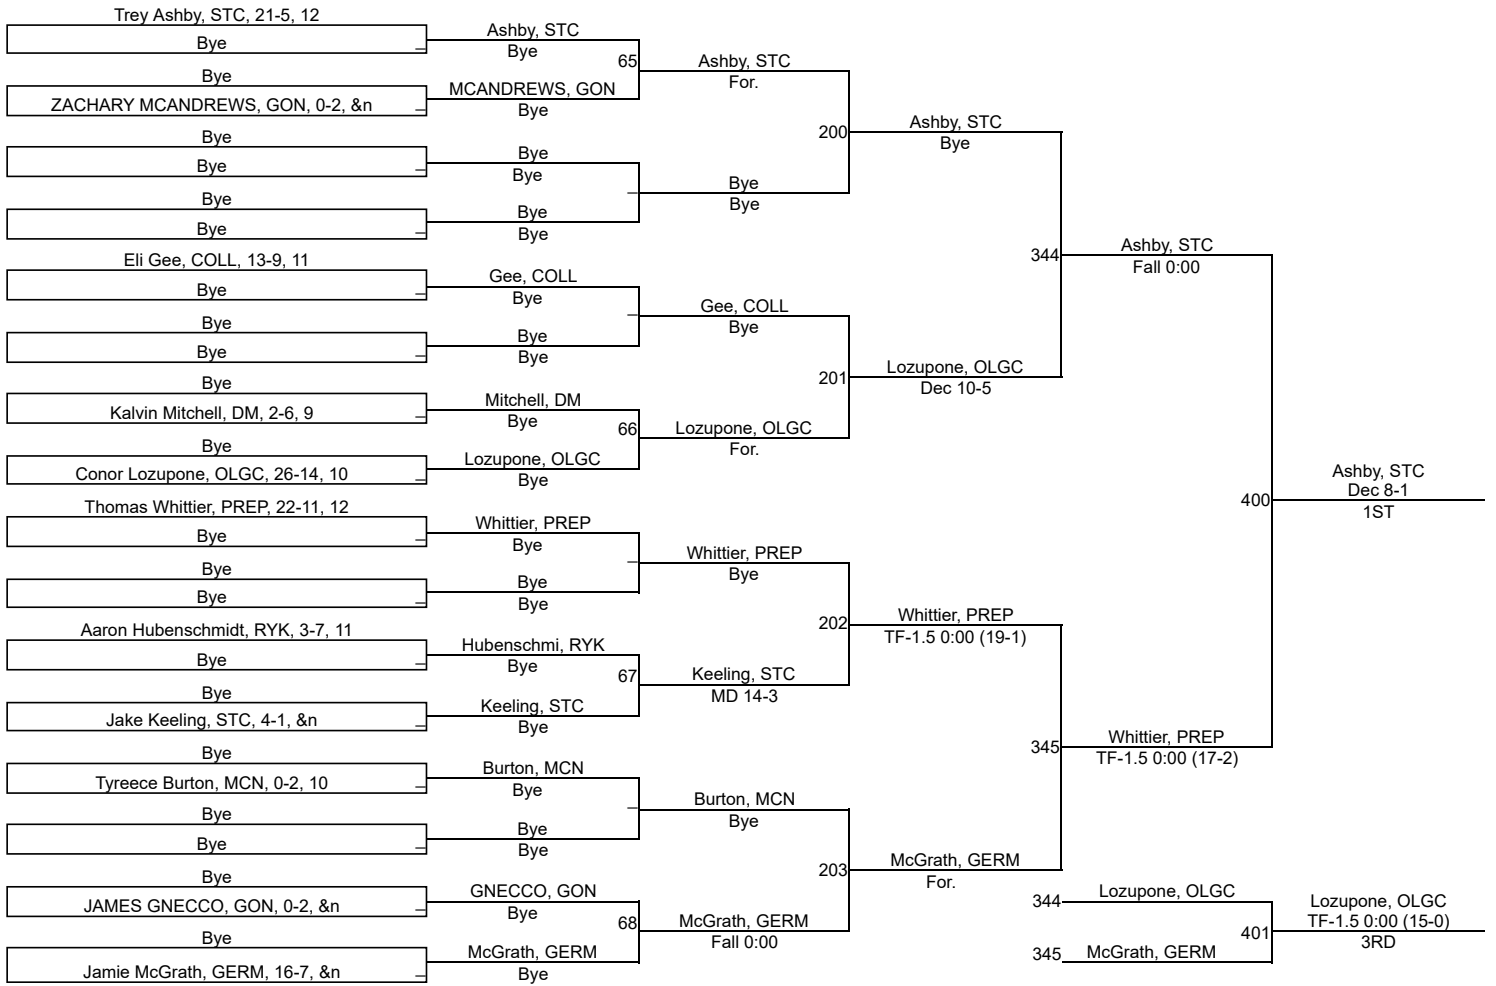 Trey Ashby, STC, 21-5, 12
Bye
Bye
ZACHARY MCANDREWS, GON, 0-2, &n
Bye
Bye
Bye
Bye
Eli Gee, COLL, 13-9, 11
Bye
Bye
Bye
Bye
Kalvin Mitchell, DM, 2-6, 9
Bye
Conor Lozupone, OLGC, 26-14, 10
Thomas Whittier, PREP, 22-11, 12
Bye
Bye
Bye
Aaron Hubenschmidt, RYK, 3-7, 11
Bye
Bye
Jake Keeling, STC, 4-1, &n
Bye
Tyreece Burton, MCN, 0-2, 10
Bye
Bye
Bye
JAMES GNECCO, GON, 0-2, &n
Bye
Jamie McGrath, GERM, 16-7, &n
Ashby, STC
Bye
65
MCANDREWS, GON
Bye
Bye
Bye
Bye
Bye
Gee, COLL
Bye
Bye
Bye
Mitchell, DM
Bye
66
Lozupone, OLGC
Bye
Whittier, PREP
Bye
Bye
Bye
Hubenschmi, RYK
Bye
67
Keeling, STC
Bye
Burton, MCN
Bye
Bye
Bye
GNECCO, GON
Bye
68
McGrath, GERM
Bye
Ashby, STC
For.
200
Bye
Bye
Gee, COLL
Bye
201
Lozupone, OLGC
For.
Whittier, PREP
Bye
202
Keeling, STC
MD 14-3
Burton, MCN
Bye
203
McGrath, GERM
Fall 0:00
Ashby, STC
Bye
344
Lozupone, OLGC
Dec 10-5
Whittier, PREP
TF-1.5 0:00 (19-1)
345
McGrath, GERM
For.
Ashby, STC
Fall 0:00
400
Whittier, PREP
TF-1.5 0:00 (17-2)
Ashby, STC
Dec 8-1
1ST
344
Lozupone, OLGC
401
345
McGrath, GERM
Lozupone, OLGC
TF-1.5 0:00 (15-0)
3RD